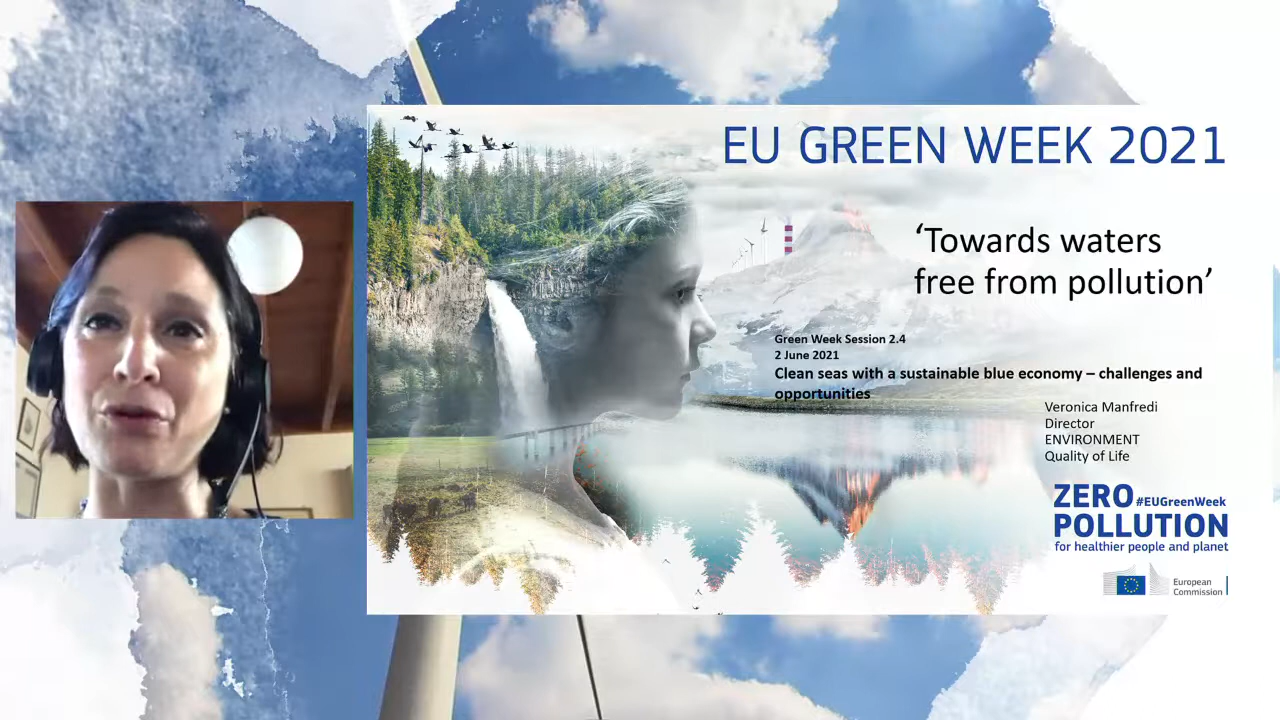 EU GREEN WEEK 2021
‘Towards waters
free from pollution’
Green Week Session 2.4
2 June 2021
Clean seas with a sustainable blue economy – challenges and
opportunities
Veronica Manfredi
Director
ENVIRONMENT
Quality of Life
ZERO #EUGreenWeek
POLLUTION
for healthier people and planet
European
Commission